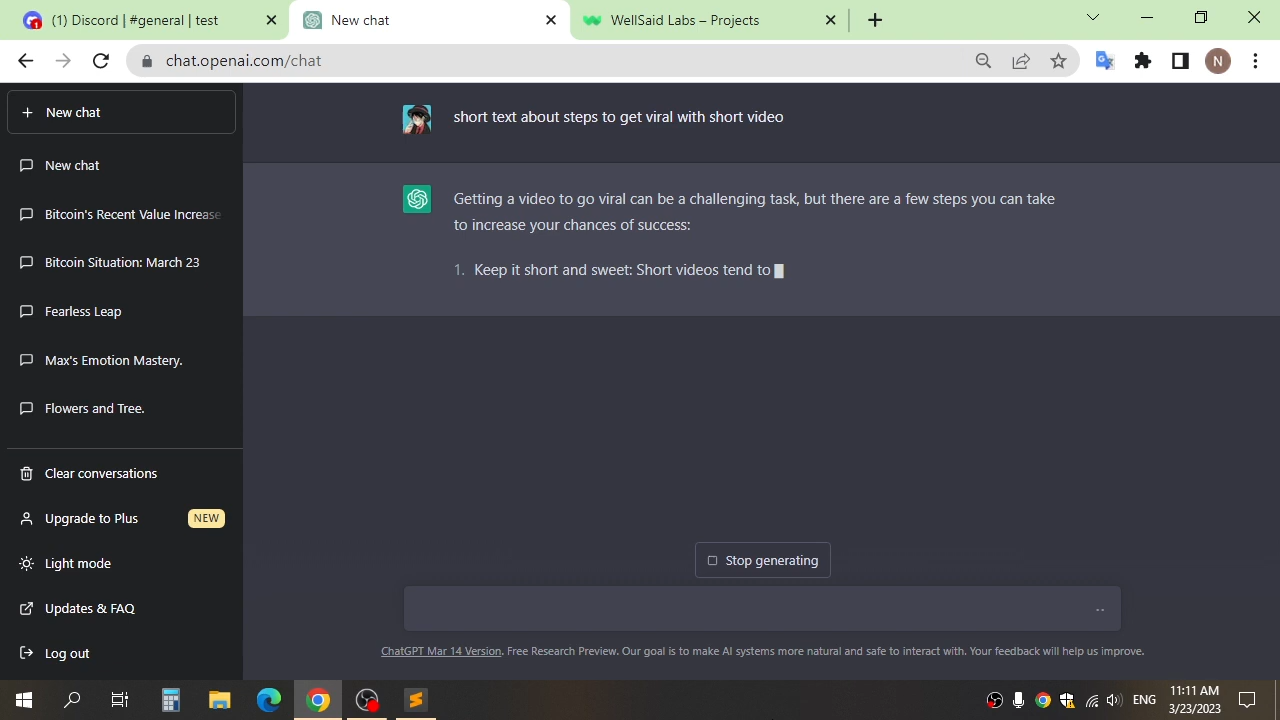 (1) Discord | #general | test
New chat
WellSaid Labs – Projects
chat.openai.com/chat
N
New chat
New chat
Bitcoin's Recent Value Increase
Bitcoin Situation: March 23
Fearless Leap
Max's Emotion Mastery.
Flowers and Tree.
Clear conversations
Upgrade to Plus NEW
Light mode
Updates & FAQ
Log out
short text about steps to get viral with short video
Getting a video to go viral can be a challenging task, but there are a few steps you can take
to increase your chances of success:
1. Keep it short and sweet: Short videos tend to
Stop generating
ChatGPT Mar 14 Version. Free Research Preview. Our goal is to make AI systems more natural and safe to interact with. Your feedback will help us improve.
ENG
11:11 AM
3/23/2023